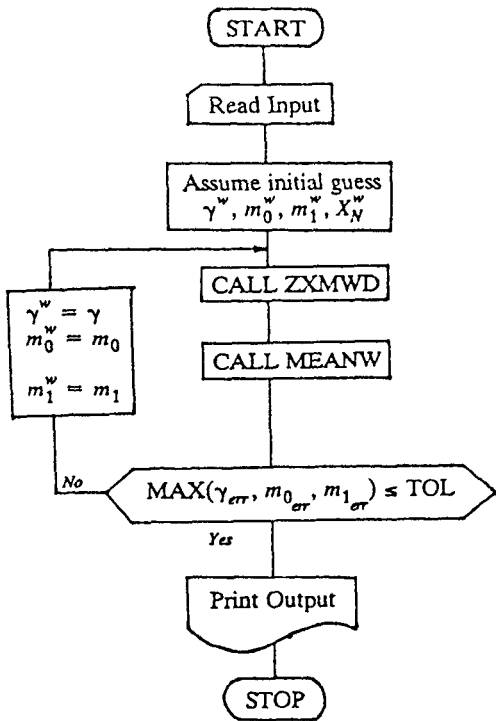 START
Read Input
Assume initial guess
γ^w, m_0^w, m_1^w, X_N^w
CALL ZXMWD
CALL MEANW
γ^w = γ
m_0^w = m_0
m_1^w = m_1
No
MAX(γ_err, m_0_err, m_1_err) ≤ TOL
Yes
Print Output
STOP